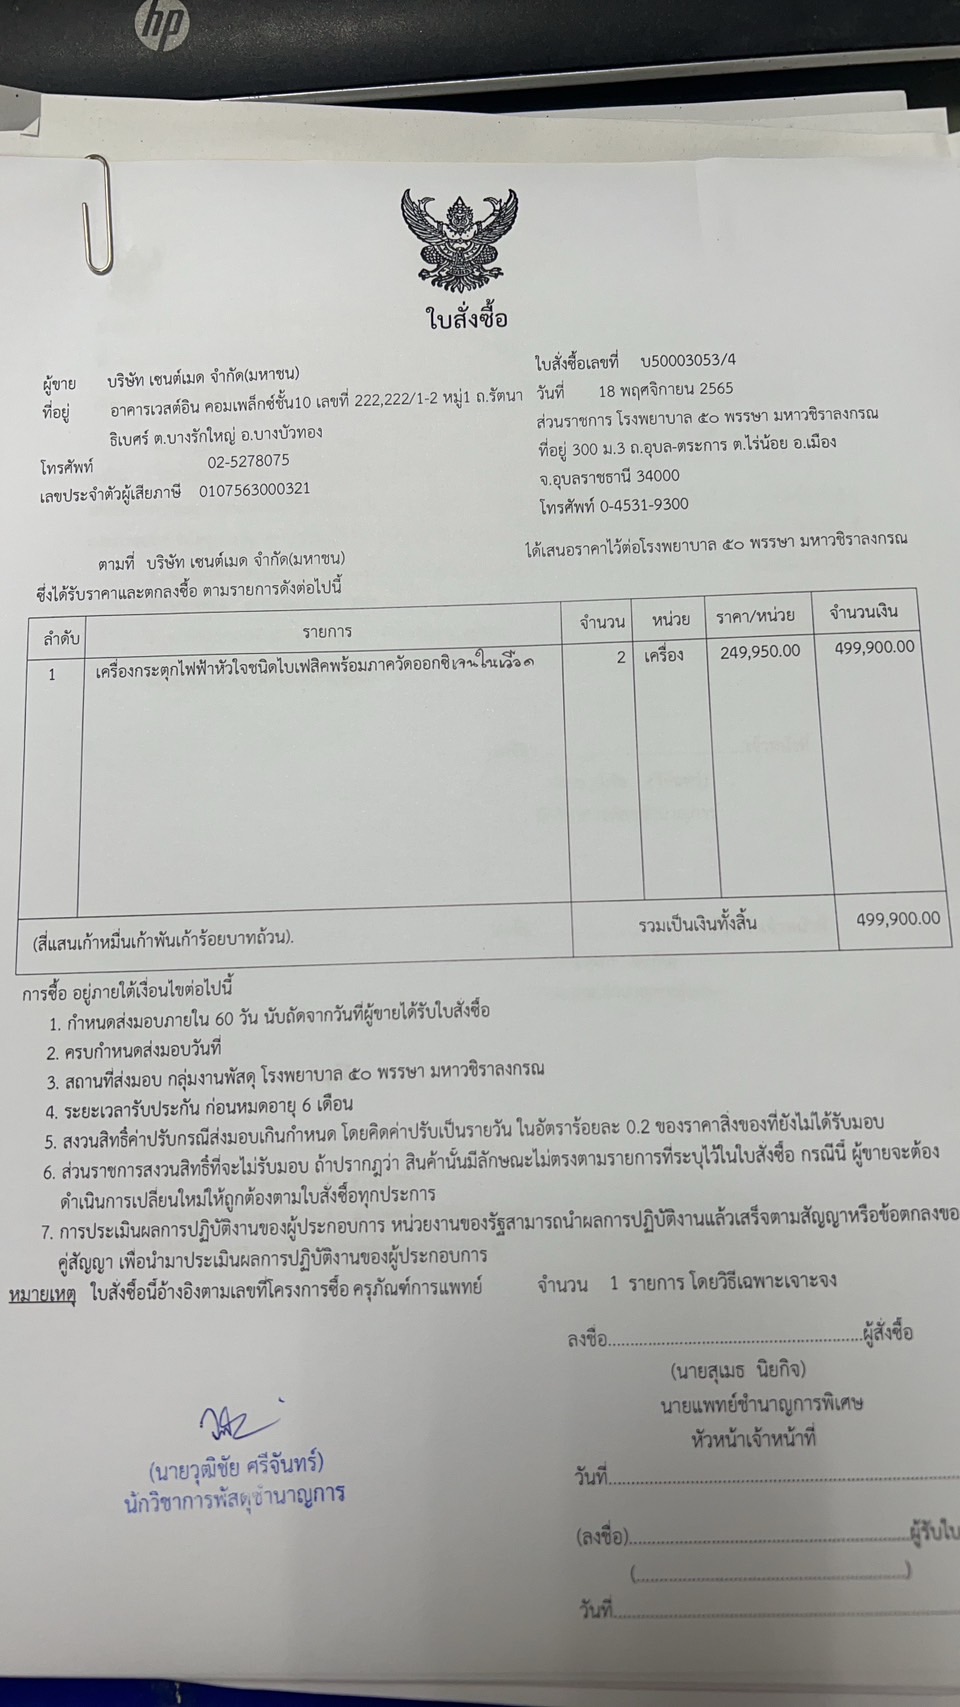 hp
ใบสั่งซื้อ
ผู้ขาย บริษัท เซนต์เมด จำกัด(มหาชน)
ที่อยู่ อาคารเวสต์อิน คอมเพล็กซ์ชั้น10 เลขที่ 222,222/1-2 หมู่1 ถ.รัตนา
ธิเบศร์ ต.บางรักใหญ่ อ.บางบัวทอง
โทรศัพท์ 02-5278075
เลขประจำตัวผู้เสียภาษี 0107563000321
ใบสั่งซื้อเลขที่ บ50003053/4
วันที่ 18 พฤศจิกายน 2565
ส่วนราชการ โรงพยาบาล ๕๐ พรรษา มหาวชิราลงกรณ
ที่อยู่ 300 ม.3 ถ.อุบล-ตระการ ต.ไร่น้อย อ.เมือง
จ.อุบลราชธานี 34000
โทรศัพท์ 0-4531-9300
ตามที่ บริษัท เซนต์เมด จำกัด(มหาชน) ได้เสนอราคาไว้ต่อโรงพยาบาล ๕๐ พรรษา มหาวชิราลงกรณ
ซึ่งได้รับราคาและตกลงซื้อ ตามรายการดังต่อไปนี้
ลำดับ รายการ จำนวน หน่วย ราคา/หน่วย จำนวนเงิน
1 เครื่องกระตุกไฟฟ้าหัวใจชนิดไบเฟสิคพร้อมภาควัดออกซิเจนในเลือด 2 เครื่อง 249,950.00 499,900.00
(สี่แสนเก้าหมื่นเก้าพันเก้าร้อยบาทถ้วน). รวมเป็นเงินทั้งสิ้น 499,900.00
การซื้อ อยู่ภายใต้เงื่อนไขต่อไปนี้
1. กำหนดส่งมอบภายใน 60 วัน นับถัดจากวันที่ผู้ขายได้รับใบสั่งซื้อ
2. ครบกำหนดส่งมอบวันที่
3. สถานที่ส่งมอบ กลุ่มงานพัสดุ โรงพยาบาล ๕๐ พรรษา มหาวชิราลงกรณ
4. ระยะเวลารับประกัน ก่อนหมดอายุ 6 เดือน
5. สงวนสิทธิ์ค่าปรับกรณีส่งมอบเกินกำหนด โดยคิดค่าปรับเป็นรายวัน ในอัตราร้อยละ 0.2 ของราคาสิ่งของที่ยังไม่ได้รับมอบ
6. ส่วนราชการสงวนสิทธิ์ที่จะไม่รับมอบ ถ้าปรากฎว่า สินค้านั้นมีลักษณะไม่ตรงตามรายการที่ระบุไว้ในใบสั่งซื้อ กรณีนี้ ผู้ขายจะต้อง
ดำเนินการเปลี่ยนใหม่ให้ถูกต้องตามใบสั่งซื้อทุกประการ
7. การประเมินผลการปฏิบัติงานของผู้ประกอบการ หน่วยงานของรัฐสามารถนำผลการปฏิบัติงานแล้วเสร็จตามสัญญาหรือข้อตกลงขอ
คู่สัญญา เพื่อนำมาประเมินผลการปฏิบัติงานของผู้ประกอบการ
หมายเหตุ ใบสั่งซื้อนี้อ้างอิงตามเลขที่โครงการซื้อ ครุภัณฑ์การแพทย์ จำนวน 1 รายการ โดยวิธีเฉพาะเจาะจง
ลงชื่อ..................................................ผู้สั่งซื้อ
(นายสุเมธ นิยกิจ)
นายแพทย์ชำนาญการพิเศษ
หัวหน้าเจ้าหน้าที่
วันที่..................................................
(นายวุฒิชัย ศรีจันทร์)
นักวิชาการพัสดุชำนาญการ
(ลงชื่อ)..................................................ผู้รับใบ
(..................................................)
วันที่..................................................